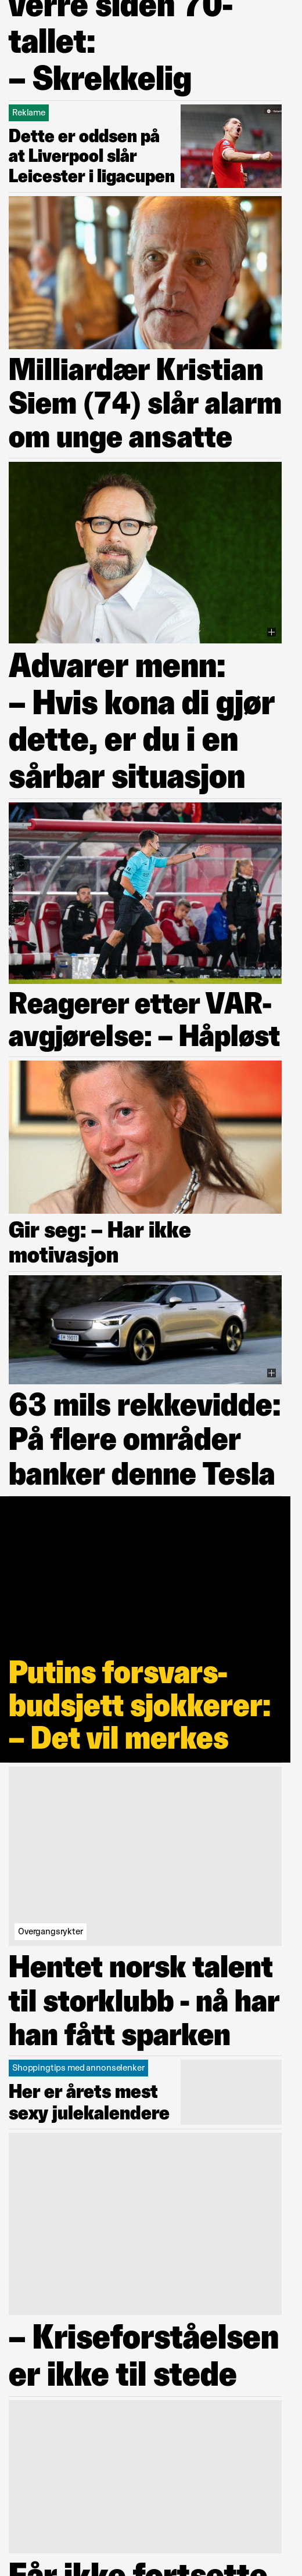 verre siden 70-
tallet:
– Skrekkelig
Reklame
Dette er oddsen på
at Liverpool slår
Leicester i ligacupen
Milliardær Kristian
Siem (74) slår alarm
om unge ansatte
Advarer menn:
– Hvis kona di gjør
dette, er du i en
sårbar situasjon
Reagerer etter VAR-
avgjørelse: – Håpløst
Gir seg: – Har ikke
motivasjon
63 mils rekkevidde:
På flere områder
banker denne Tesla
Putins forsvars-
budsjett sjokkerer:
– Det vil merkes
Overgangsrykter
Hentet norsk talent
til storklubb - nå har
han fått sparken
Shoppingtips med annonselenker
Her er årets mest
sexy julekalendere
– Kriseforståelsen
er ikke til stede
Får ikke fortsette